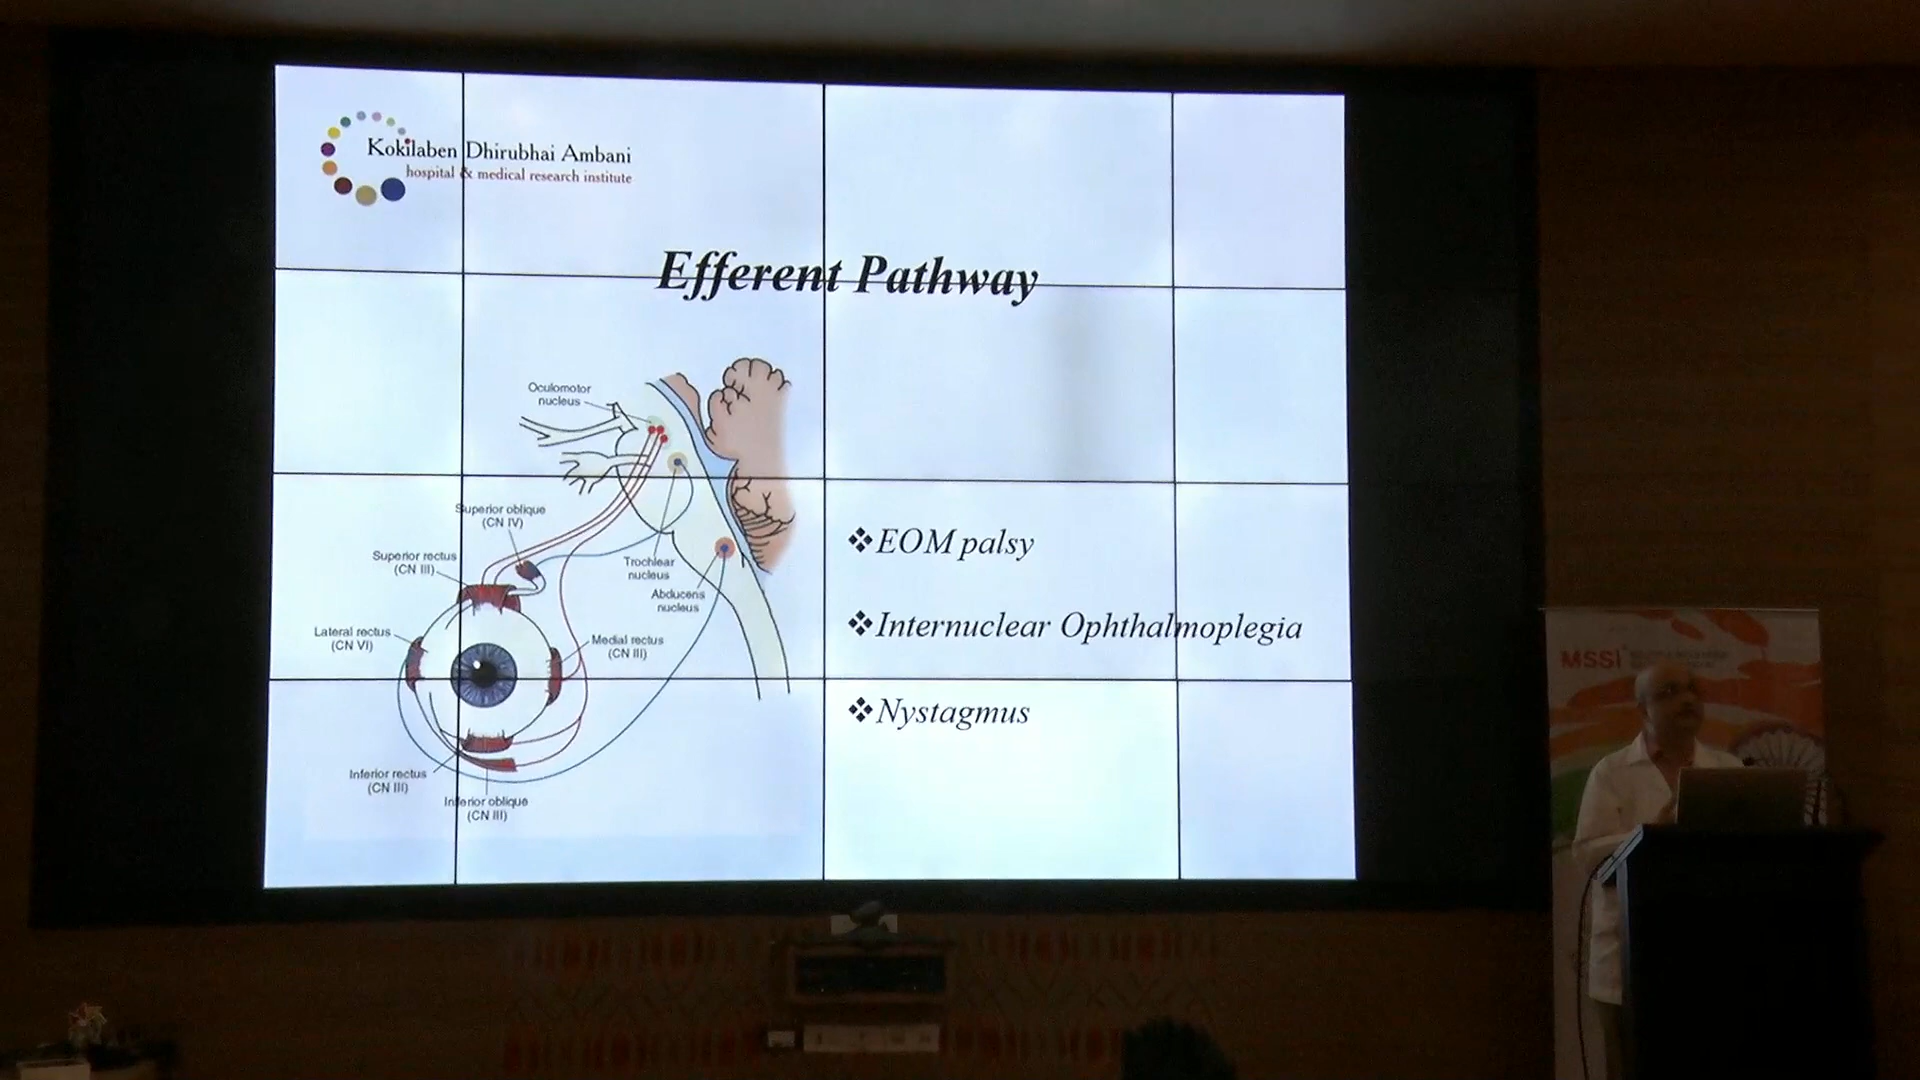 Kokilaben Dhirubhai Ambani
hospital & medical research institute
Efferent Pathway
Oculomotor
nucleus
Superior oblique
(CN IV)
Superior rectus
(CN III)
Trochlear
nucleus
Abducens
nucleus
Lateral rectus
(CN VI)
Medial rectus
(CN III)
Inferior rectus
(CN III)
Inferior oblique
(CN III)
❖EOM palsy
❖Internuclear Ophthalmoplegia
❖Nystagmus
MSSI